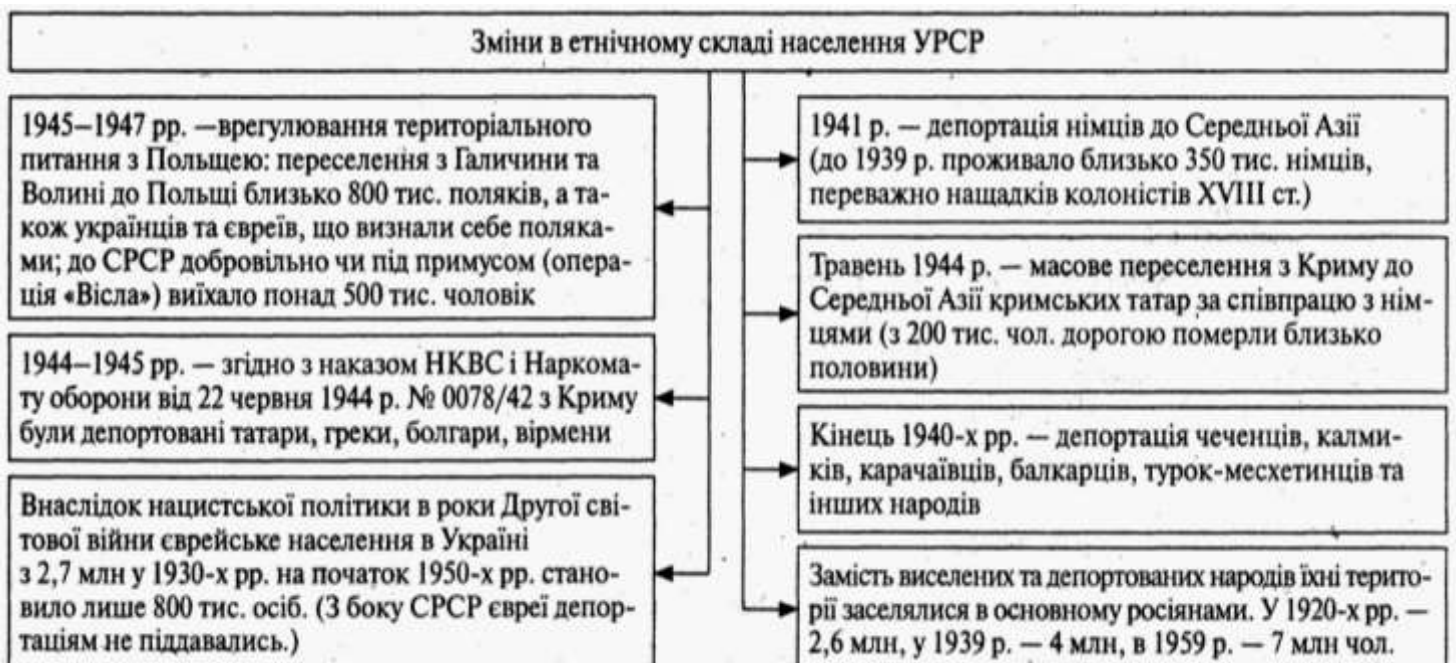 Зміни в етнічному складі населення УРСР
1945–1947 рр. —врегулювання територіального
питання з Польщею: переселення з Галичини та
Волині до Польщі близько 800 тис. поляків, а та-
кож українців та євреїв, що визнали себе поляка-
ми; до СРСР добровільно чи під примусом (опера-
ція «Вісла») виїхало понад 500 тис. чоловік
1944–1945 рр. — згідно з наказом НКВС і Наркома-
ту оборони від 22 червня 1944 р. № 0078/42 з Криму
були депортовані татари, греки, болгари, вірмени
Внаслідок нацистської політики в роки Другої сві-
тової війни єврейське населення в Україні
з 2,7 млн у 1930-х рр. на початок 1950-х рр. стано-
вило лише 800 тис. осіб. (З боку СРСР євреї депор-
таціям не піддавались.)
1941 р. — депортація німців до Середньої Азії
(до 1939 р. проживало близько 350 тис. німців,
переважно нащадків колоністів XVIII ст.)
Травень 1944 р. — масове переселення з Криму до
Середньої Азії кримських татар за співпрацю з нім-
цями (з 200 тис. чол. дорогою померли близько
половини)
Кінець 1940-х рр. — депортація чеченців, калми-
ків, карачаївців, балкарців, турок-месхетинців та
інших народів
Замість виселених та депортованих народів їхні терито-
рії заселялися в основному росіянами. У 1920-х рр. —
2,6 млн, у 1939 р. — 4 млн, в 1959 р. — 7 млн чол.